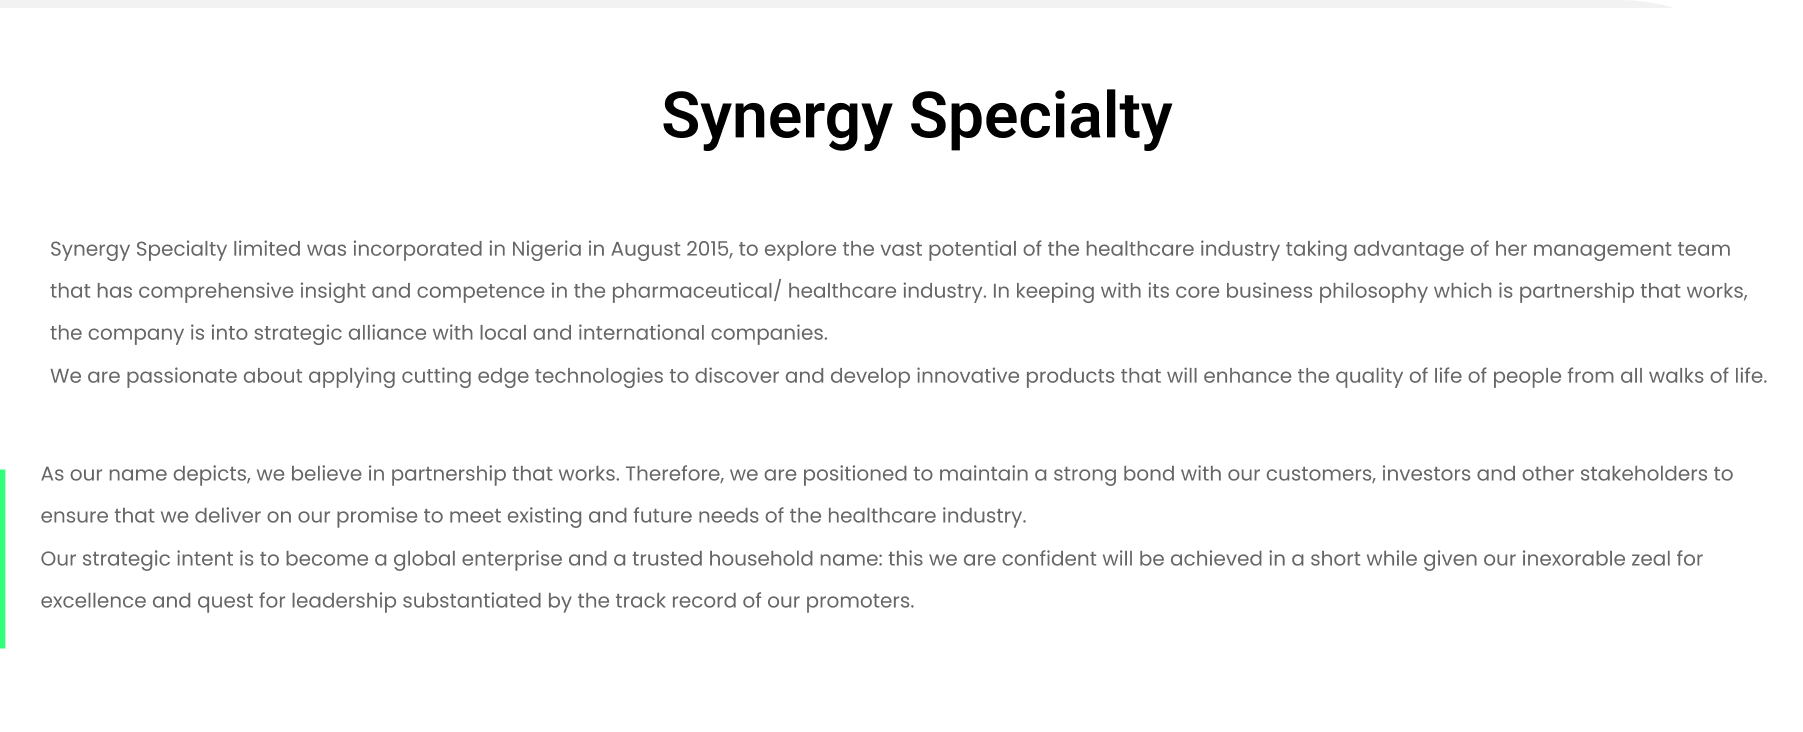 Synergy Specialty
Synergy Specialty limited was incorporated in Nigeria in August 2015, to explore the vast potential of the healthcare industry taking advantage of her management team
that has comprehensive insight and competence in the pharmaceutical/ healthcare industry. In keeping with its core business philosophy which is partnership that works,
the company is into strategic alliance with local and international companies.
We are passionate about applying cutting edge technologies to discover and develop innovative products that will enhance the quality of life of people from all walks of life.
As our name depicts, we believe in partnership that works. Therefore, we are positioned to maintain a strong bond with our customers, investors and other stakeholders to
ensure that we deliver on our promise to meet existing and future needs of the healthcare industry.
Our strategic intent is to become a global enterprise and a trusted household name: this we are confident will be achieved in a short while given our inexorable zeal for
excellence and quest for leadership substantiated by the track record of our promoters.